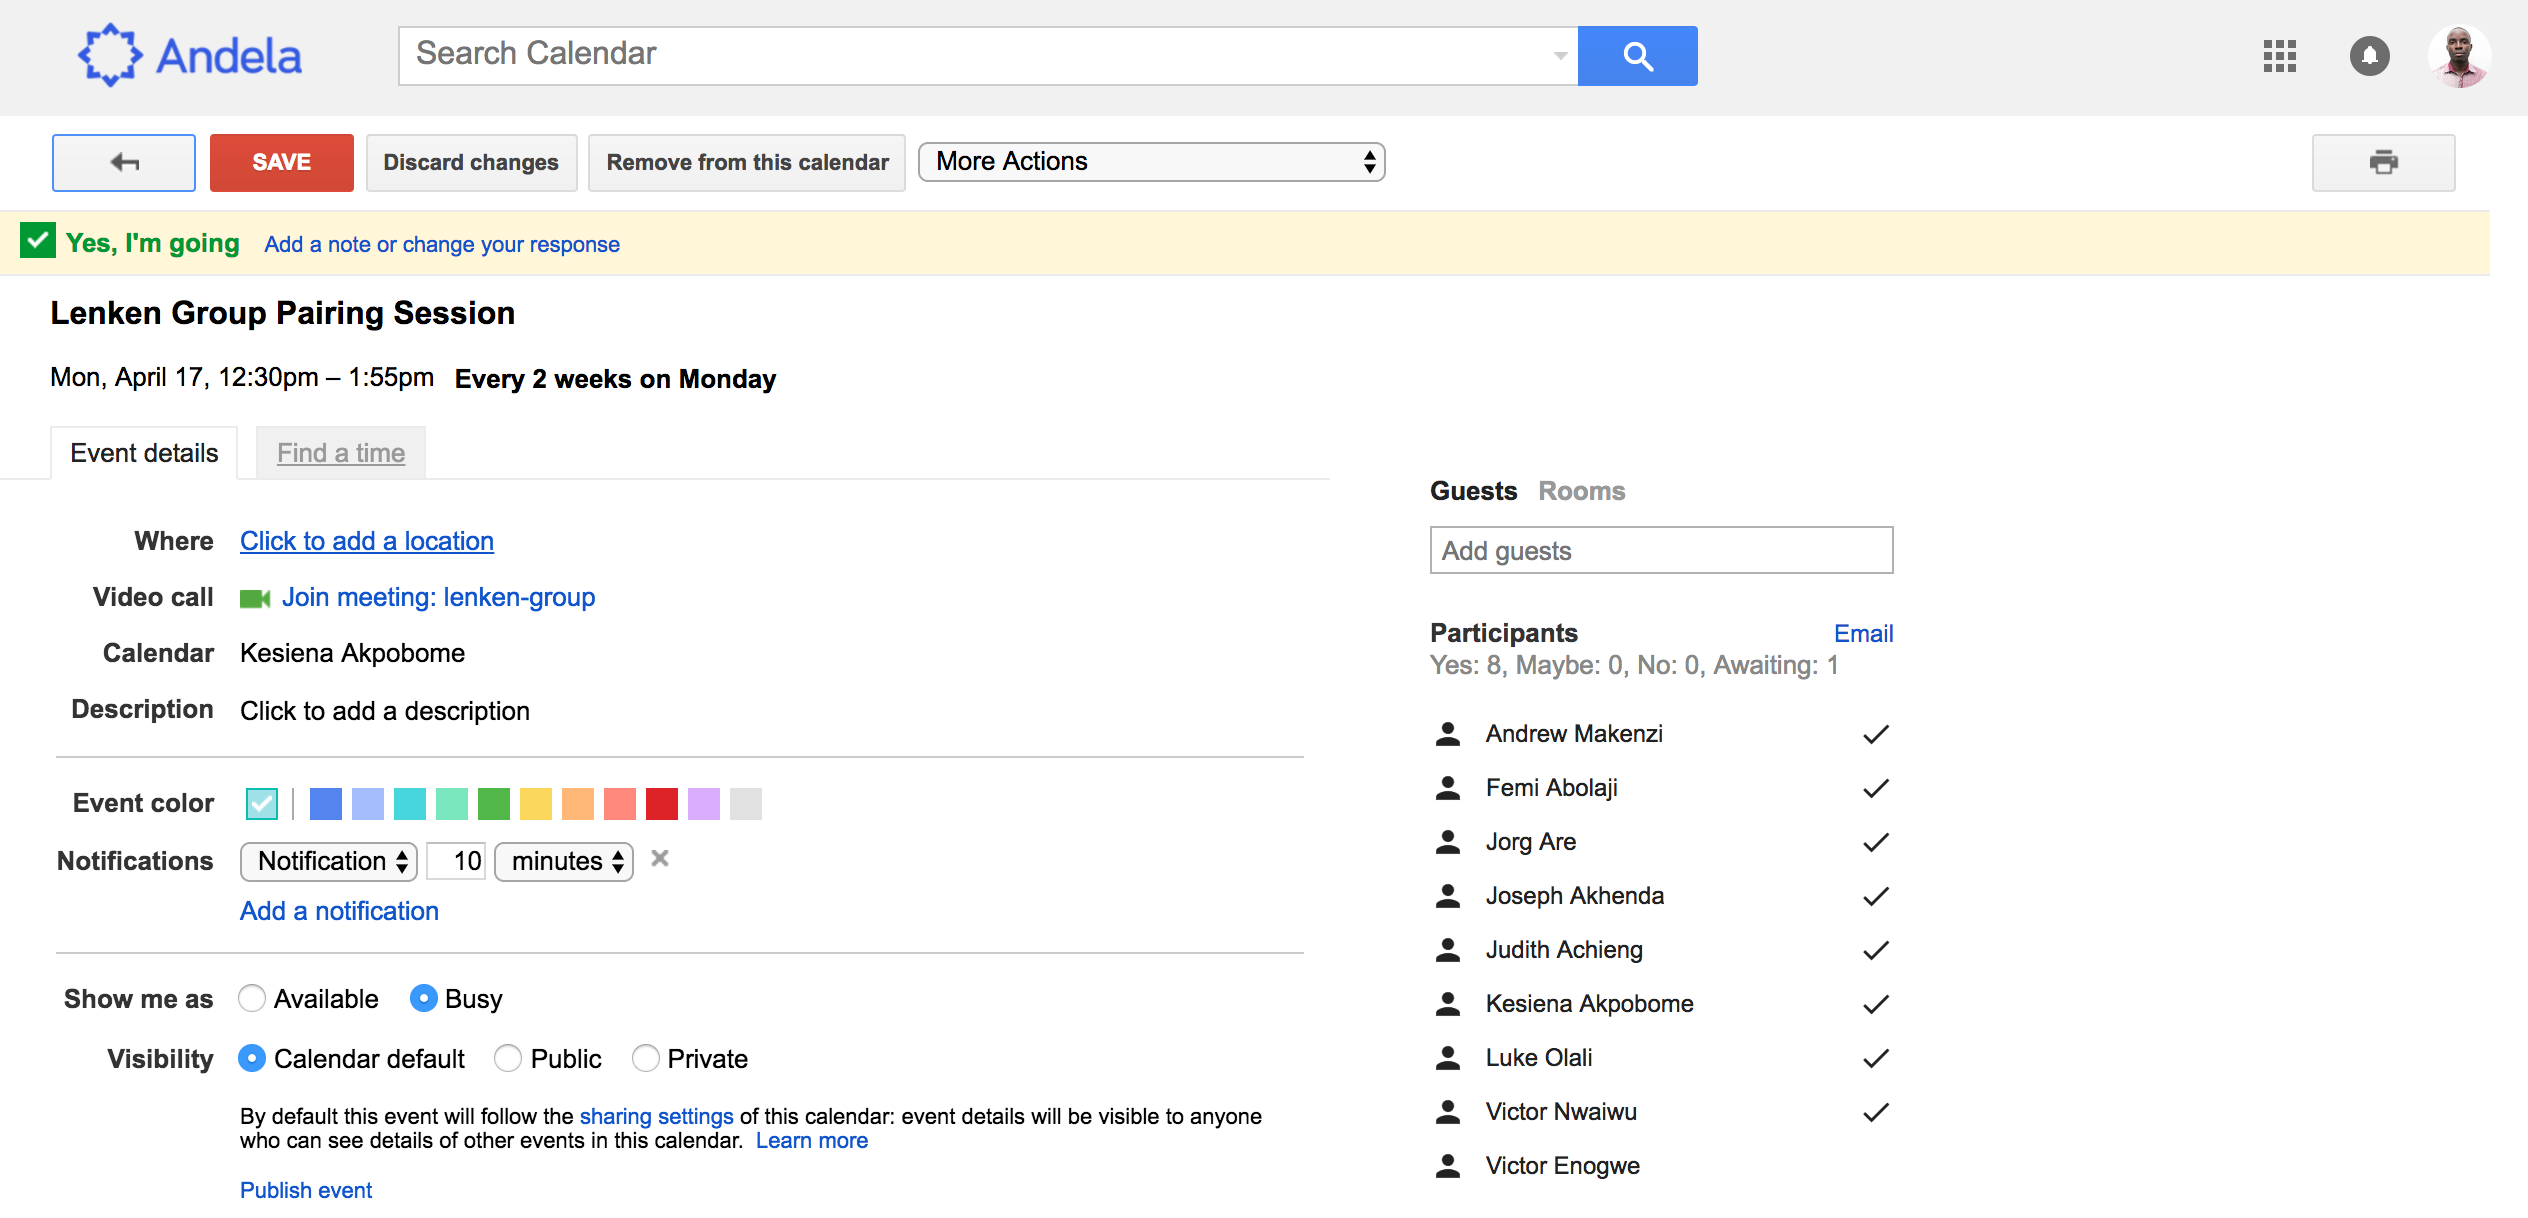 Andela
Search Calendar
SAVE Discard changes Remove from this calendar More Actions
Yes, I'm going Add a note or change your response
Lenken Group Pairing Session
Mon, April 17, 12:30pm – 1:55pm Every 2 weeks on Monday
Event details Find a time
Where Click to add a location
Video call Join meeting: lenken-group
Calendar Kesiena Akpobome
Description Click to add a description
Event color
Notifications Notification 10 minutes
Add a notification
Show me as Available Busy
Visibility Calendar default Public Private
By default this event will follow the sharing settings of this calendar: event details will be visible to anyone
who can see details of other events in this calendar. Learn more
Publish event
Guests Rooms
Add guests
Participants Email
Yes: 8, Maybe: 0, No: 0, Awaiting: 1
Andrew Makenzi
Femi Abolaji
Jorg Are
Joseph Akhenda
Judith Achieng
Kesiena Akpobome
Luke Olali
Victor Nwaiwu
Victor Enogwe